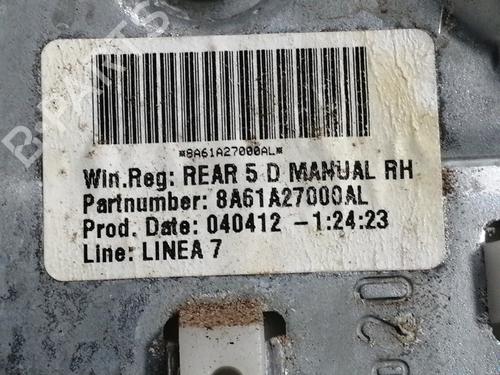 *8A61A27000AL*
Win.Reg: REAR 5 D MANUAL RH
Partnumber: 8A61A27000AL
Prod. Date: 040412 -1:24:23
Line: LINEA 7
B-PARTS
020